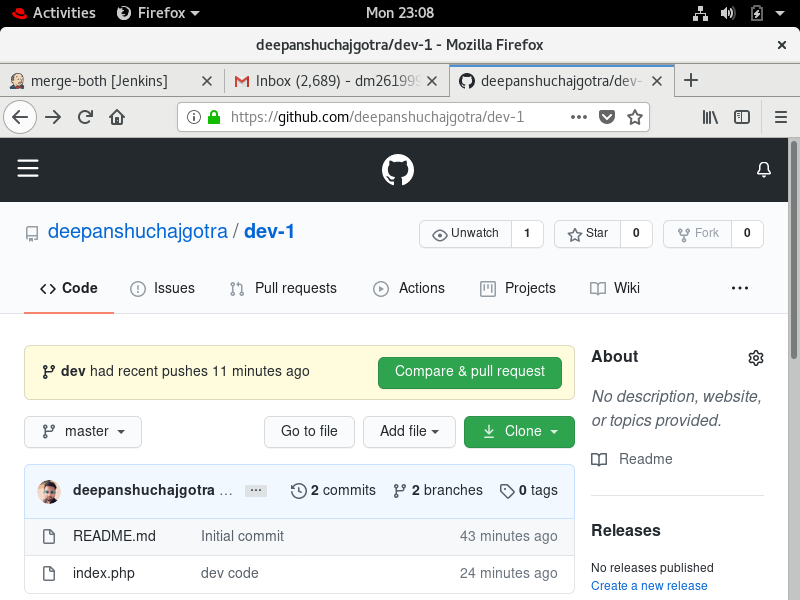 Activities Firefox Mon 23:08
deepanshuchajgotra/dev-1 - Mozilla Firefox
merge-both [Jenkins] Inbox (2,689) - dm261999 deepanshuchajgotra/dev-
https://github.com/deepanshuchajgotra/dev-1
deepanshuchajgotra / dev-1 Unwatch 1 Star 0 Fork 0
Code Issues Pull requests Actions Projects Wiki ...
dev had recent pushes 11 minutes ago Compare & pull request
About
No description, website,
or topics provided.
master Go to file Add file Clone
Readme
deepanshuchajgotra ... ... 2 commits 2 branches 0 tags
README.md Initial commit 43 minutes ago
index.php dev code 24 minutes ago
Releases
No releases published
Create a new release